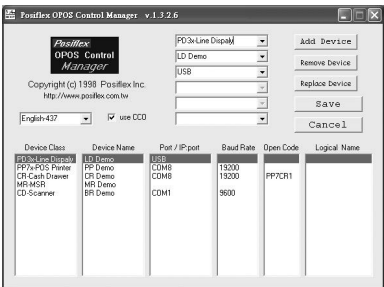 Posiflex OPOS Control Manager v.1.3.2.6
Posiflex
OPOS Control
Manager
Copyright (c) 1998 Posiflex Inc.
http://www.posiflex.com.tw
English-437
use CCO
PD3x-Line Dispaly
LD Demo
USB
Add Device
Remove Device
Replace Device
Save
Cancel
Device Class Device Name Port / IP:port Baud Rate Open Code Logical Name
PD3x-Line Dispaly LD Demo USB
PP7x-POS Printer PP Demo COM8 19200
CR-Cash Drawer CR Demo COM8 19200 PP7CR1
MR-MSR MR Demo
CD-Scanner BR Demo COM1 9600